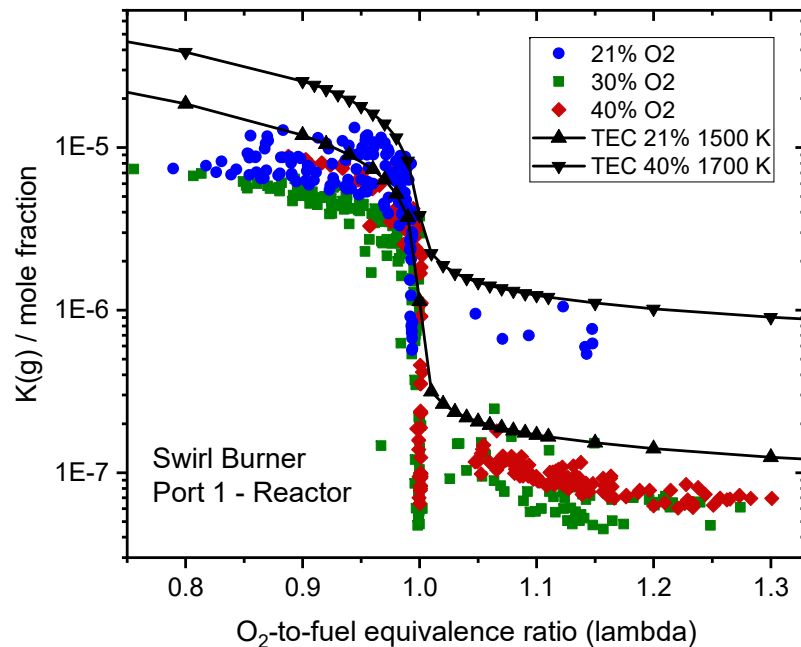 21% O2
30% O2
40% O2
TEC 21% 1500 K
TEC 40% 1700 K
1E-5
1E-6
1E-7
K(g) / mole fraction
Swirl Burner
Port 1 - Reactor
0.8 0.9 1.0 1.1 1.2 1.3
O₂-to-fuel equivalence ratio (lambda)